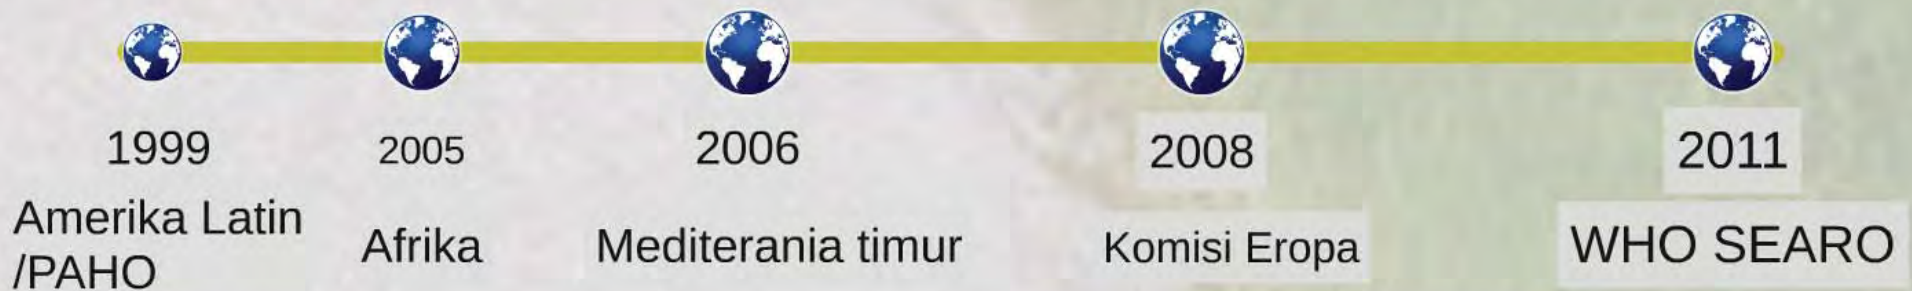 1999
Amerika Latin
/PAHO
2005
Afrika
2006
Mediterania timur
2008
Komisi Eropa
2011
WHO SEARO